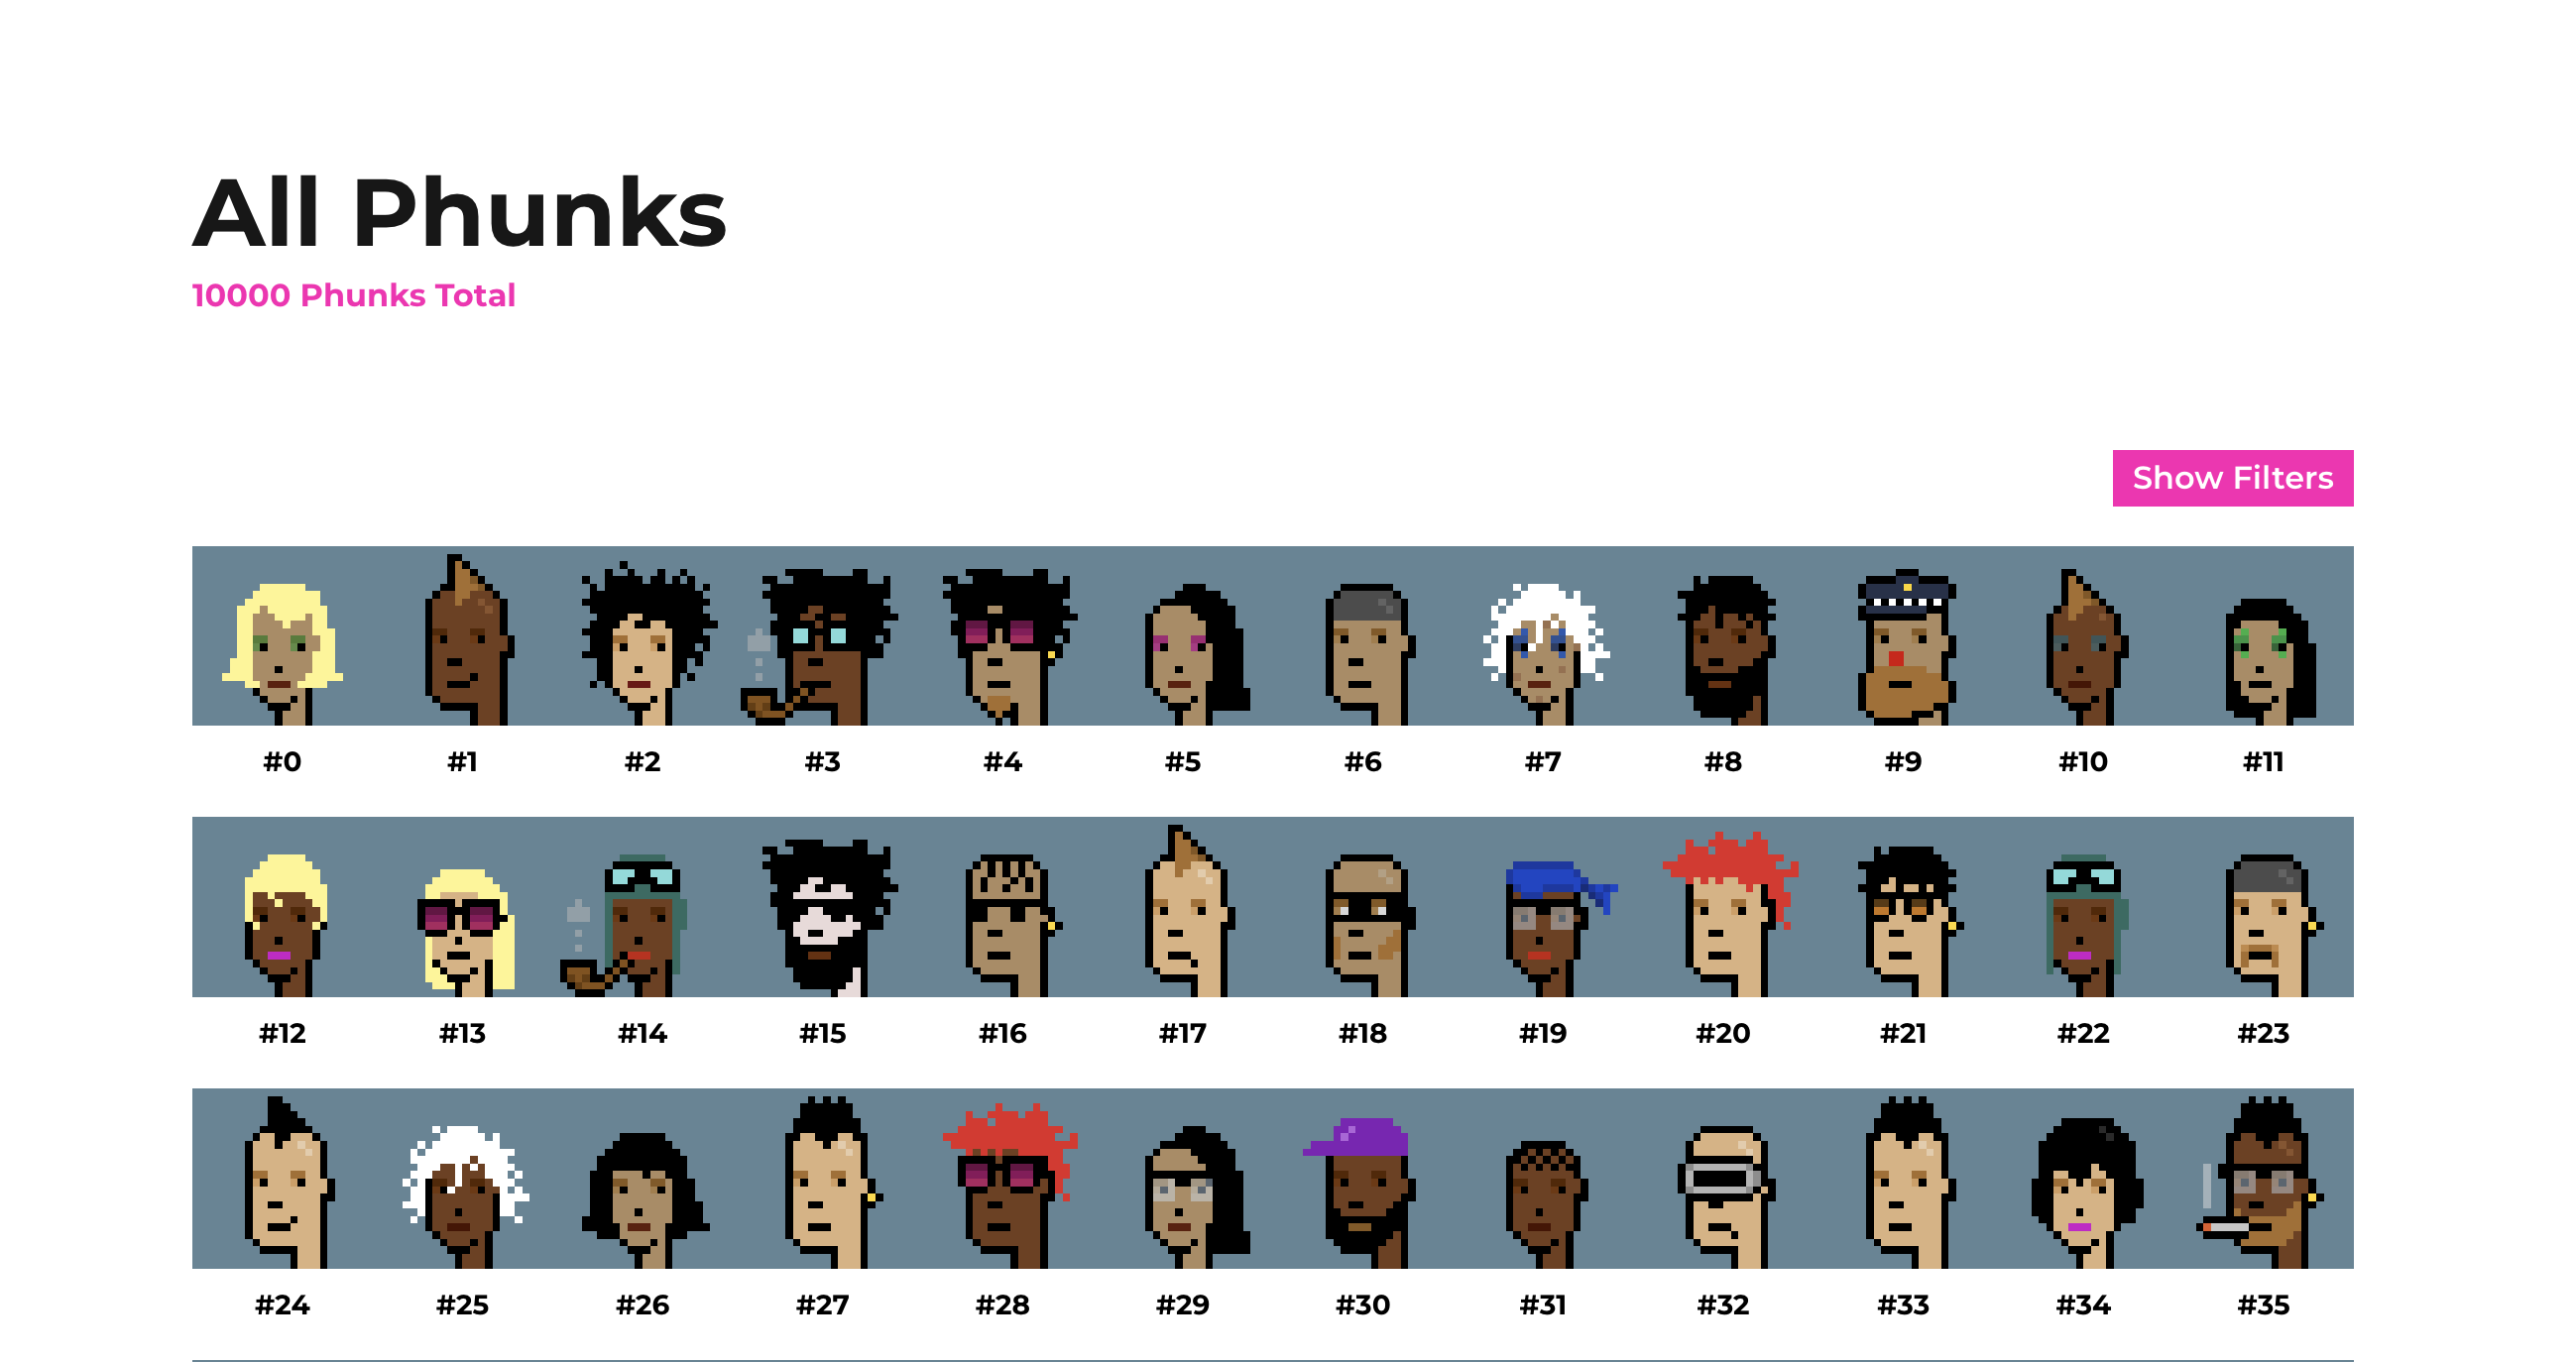 All Phunks
10000 Phunks Total
Show Filters
#0 #1 #2 #3 #4 #5 #6 #7 #8 #9 #10 #11
#12 #13 #14 #15 #16 #17 #18 #19 #20 #21 #22 #23
#24 #25 #26 #27 #28 #29 #30 #31 #32 #33 #34 #35